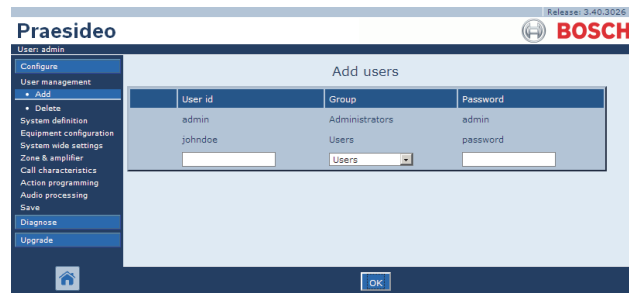 Release: 3.40.3026
Praesideo
BOSCH
User: admin
Configure
User management
• Add
• Delete
System definition
Equipment configuration
System wide settings
Zone & amplifier
Call characteristics
Action programming
Audio processing
Save
Diagnose
Upgrade
Add users
User id Group Password
admin Administrators admin
johndoe Users password
Users
OK